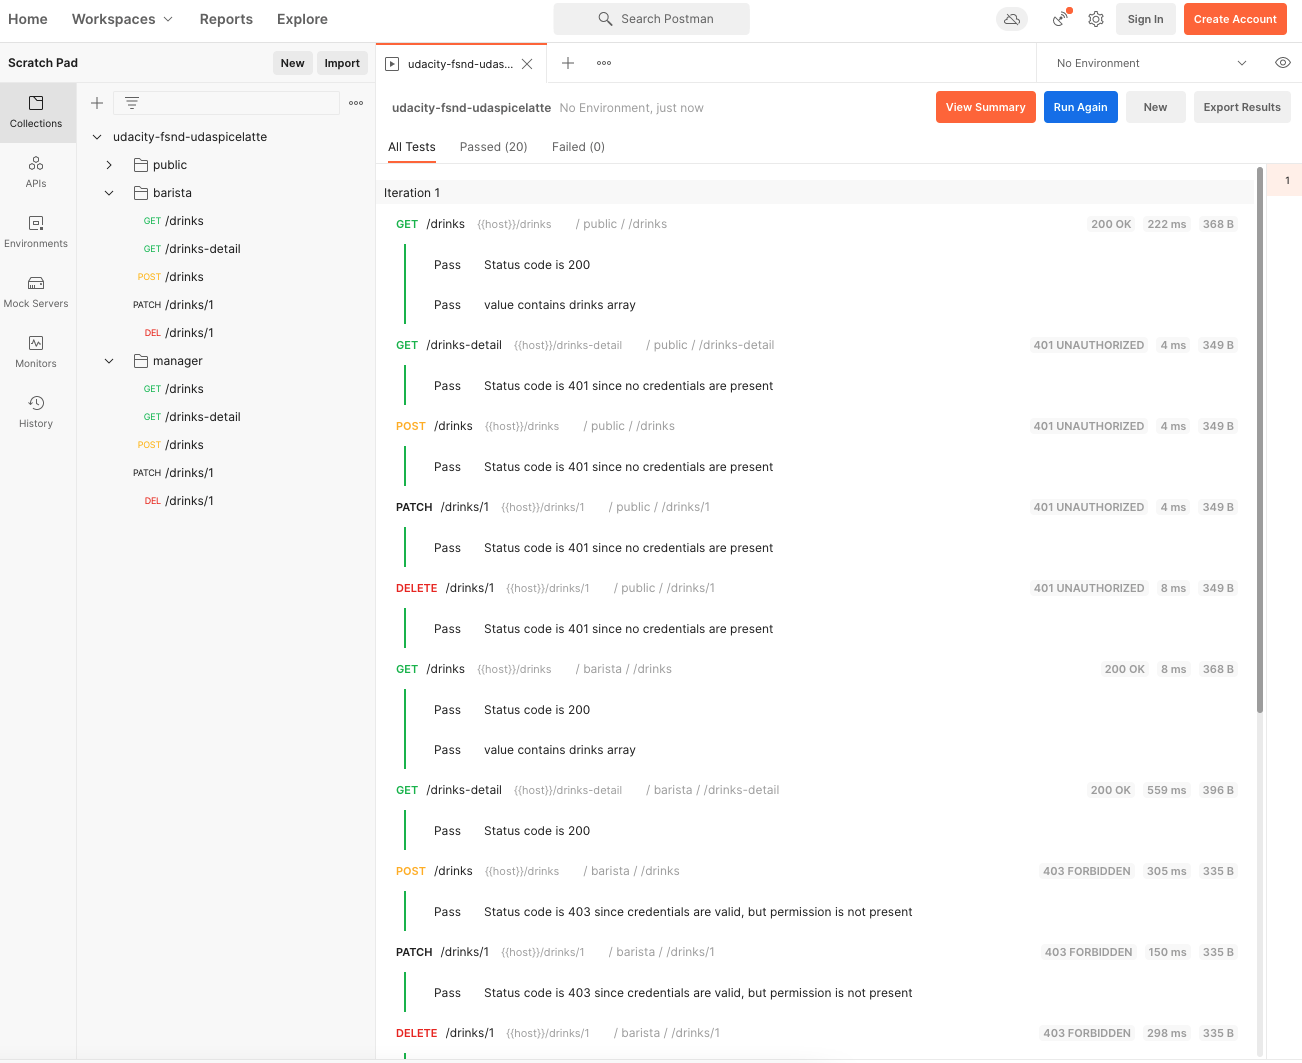 Home Workspaces Reports Explore Search Postman Sign In Create Account
Scratch Pad New Import udacity-fsnd-udas... No Environment
Collections
APIs
Environments
Mock Servers
Monitors
History
udacity-fsnd-udaspicelatte
public
barista
GET /drinks
GET /drinks-detail
POST /drinks
PATCH /drinks/1
DEL /drinks/1
manager
GET /drinks
GET /drinks-detail
POST /drinks
PATCH /drinks/1
DEL /drinks/1
udacity-fsnd-udaspicelatte No Environment, just now View Summary Run Again New Export Results
All Tests Passed (20) Failed (0)
1
Iteration 1
GET /drinks {{host}}/drinks / public / /drinks 200 OK 222 ms 368 B
Pass Status code is 200
Pass value contains drinks array
GET /drinks-detail {{host}}/drinks-detail / public / /drinks-detail 401 UNAUTHORIZED 4 ms 349 B
Pass Status code is 401 since no credentials are present
POST /drinks {{host}}/drinks / public / /drinks 401 UNAUTHORIZED 4 ms 349 B
Pass Status code is 401 since no credentials are present
PATCH /drinks/1 {{host}}/drinks/1 / public / /drinks/1 401 UNAUTHORIZED 4 ms 349 B
Pass Status code is 401 since no credentials are present
DELETE /drinks/1 {{host}}/drinks/1 / public / /drinks/1 401 UNAUTHORIZED 8 ms 349 B
Pass Status code is 401 since no credentials are present
GET /drinks {{host}}/drinks / barista / /drinks 200 OK 8 ms 368 B
Pass Status code is 200
Pass value contains drinks array
GET /drinks-detail {{host}}/drinks-detail / barista / /drinks-detail 200 OK 559 ms 396 B
Pass Status code is 200
POST /drinks {{host}}/drinks / barista / /drinks 403 FORBIDDEN 305 ms 335 B
Pass Status code is 403 since credentials are valid, but permission is not present
PATCH /drinks/1 {{host}}/drinks/1 / barista / /drinks/1 403 FORBIDDEN 150 ms 335 B
Pass Status code is 403 since credentials are valid, but permission is not present
DELETE /drinks/1 {{host}}/drinks/1 / barista / /drinks/1 403 FORBIDDEN 298 ms 335 B